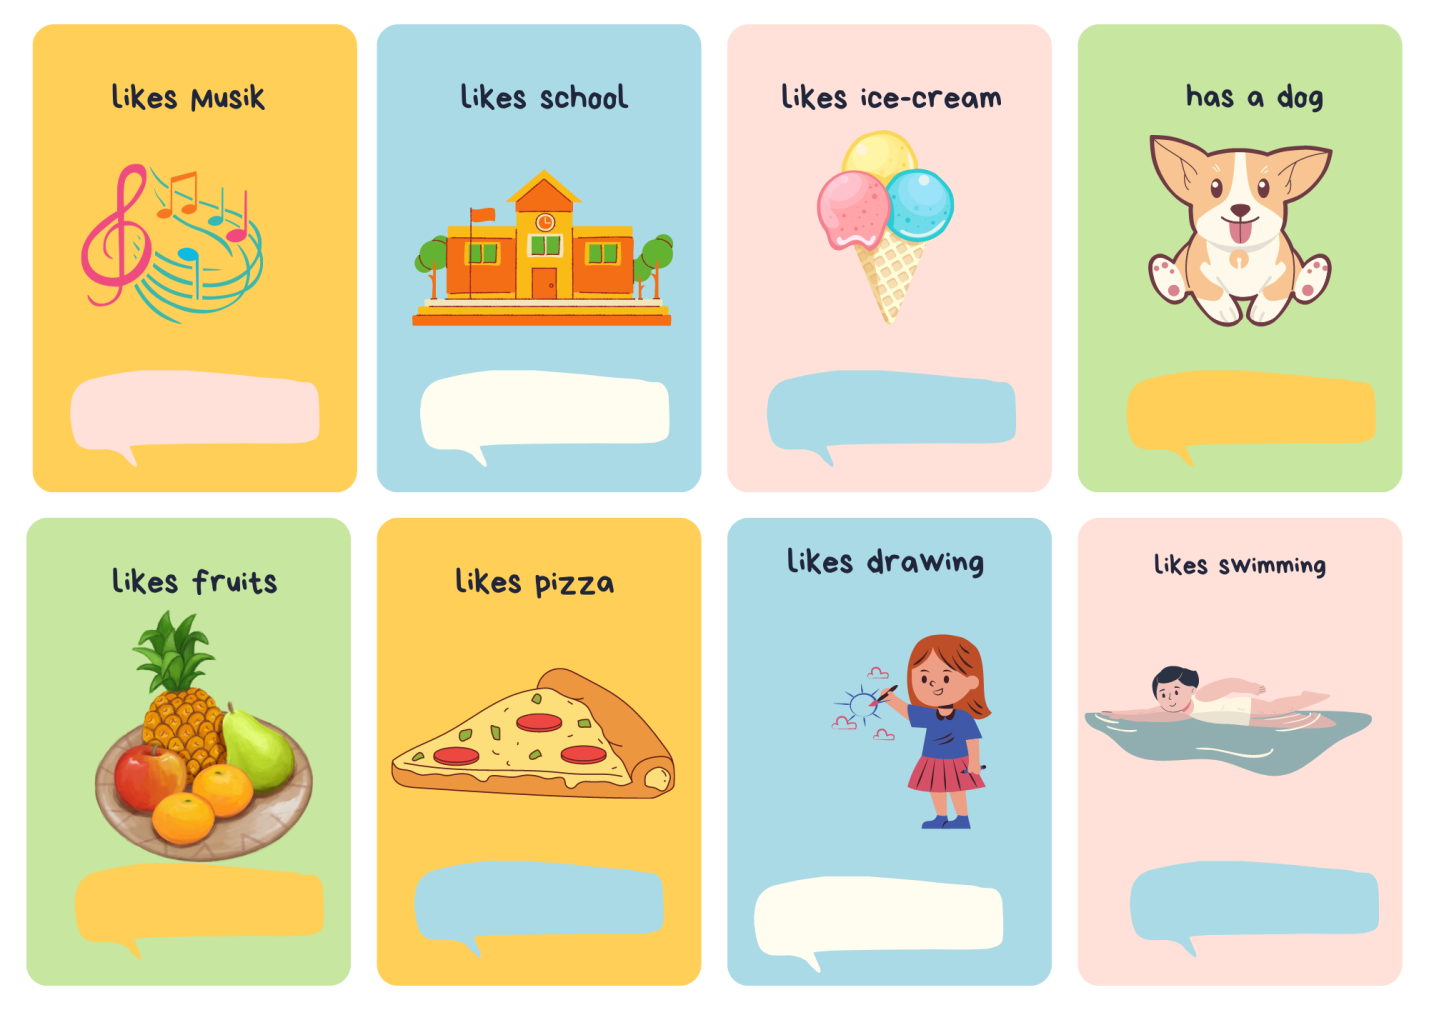 likes Musik
likes school
likes ice-cream
has a dog
likes fruits
likes pizza
likes drawing
likes swimming